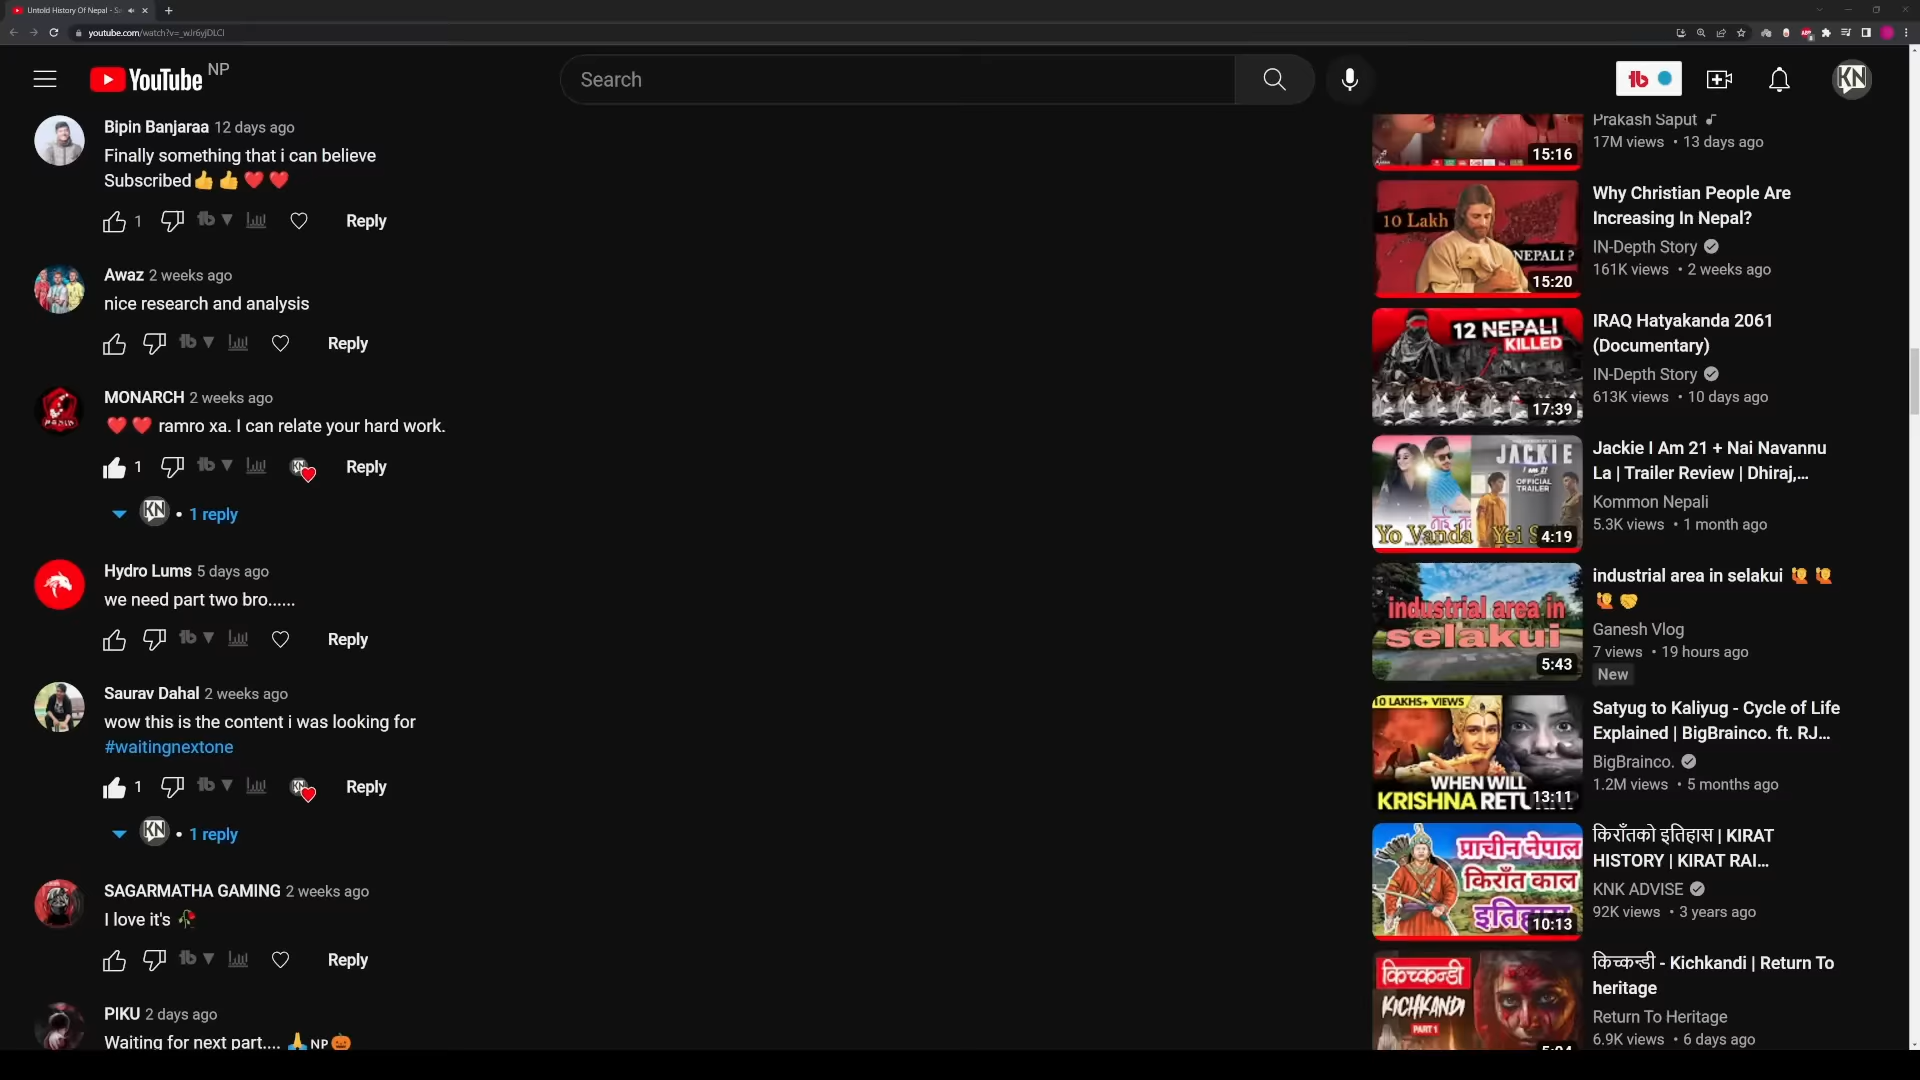 Untold History Of Nepal - Sa
youtube.com/watch?v=_wJr6yjDLCI
YouTube NP
Search
KN
Bipin Banjaraa 12 days ago
Finally something that i can believe
Subscribed👍👍❤️❤️
1
Reply
Awaz 2 weeks ago
nice research and analysis
Reply
MONARCH 2 weeks ago
❤️❤️ ramro xa. I can relate your hard work.
1
Reply
KN • 1 reply
Hydro Lums 5 days ago
we need part two bro......
Reply
Saurav Dahal 2 weeks ago
wow this is the content i was looking for
#waitingnextone
1
Reply
KN • 1 reply
SAGARMATHA GAMING 2 weeks ago
I love it's 🥀
Reply
PIKU 2 days ago
Waiting for next part.... 🙏NP🎃
15:16
Prakash Saput
17M views • 13 days ago
10 Lakh
NEPALI ?
15:20
Why Christian People Are
Increasing In Nepal?
IN-Depth Story
161K views • 2 weeks ago
12 NEPALI
KILLED
17:39
IRAQ Hatyakanda 2061
(Documentary)
IN-Depth Story
613K views • 10 days ago
JACKIE
I am 21
OFFICIAL
TRAILER
Yo Vanda
Yei S
4:19
Jackie I Am 21 + Nai Navannu
La | Trailer Review | Dhiraj,...
Kommon Nepali
5.3K views • 1 month ago
industrial area in
selakui
5:43
industrial area in selakui 🙋 🙋
🙋 🤝
Ganesh Vlog
7 views • 19 hours ago
New
10 LAKHS+ VIEWS
WHEN WILL
KRISHNA RETU
13:11
Satyug to Kaliyug - Cycle of Life
Explained | BigBrainco. ft. RJ...
BigBrainco.
1.2M views • 5 months ago
प्राचीन नेपाल
किराँत काल
10:13
किराँतको इतिहास | KIRAT
HISTORY | KIRAT RAI...
KNK ADVISE
92K views • 3 years ago
किच्कन्डी
KICHKANDI
PART 1
किच्कन्डी - Kichkandi | Return To
heritage
Return To Heritage
6.9K views • 6 days ago